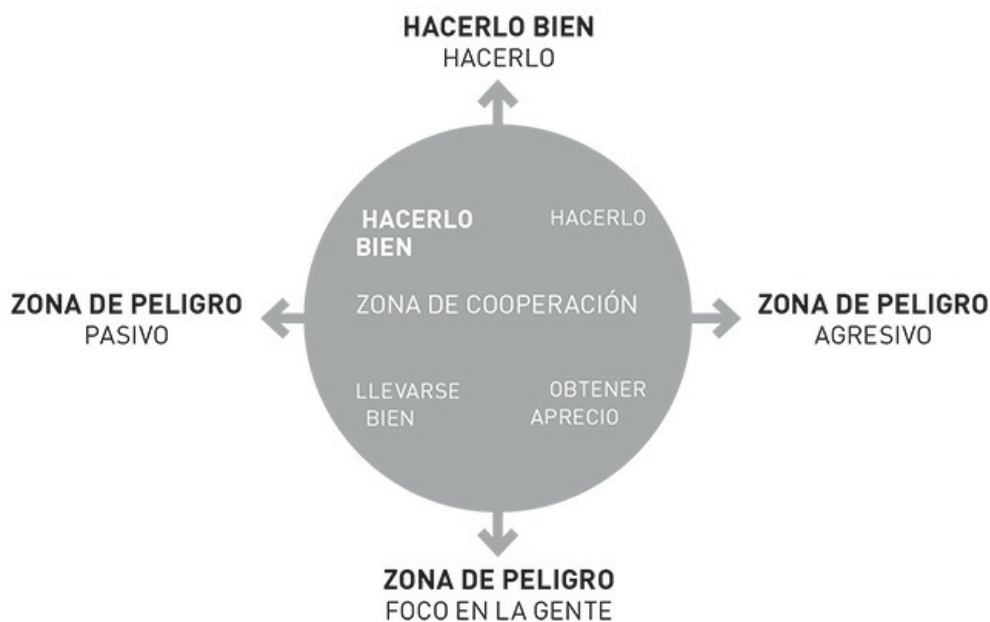 HACERLO BIEN
HACERLO
HACERLO
BIEN
HACERLO
ZONA DE PELIGRO
PASIVO
ZONA DE COOPERACIÓN
ZONA DE PELIGRO
AGRESIVO
LLEVARSE
BIEN
OBTENER
APRECIO
ZONA DE PELIGRO
FOCO EN LA GENTE